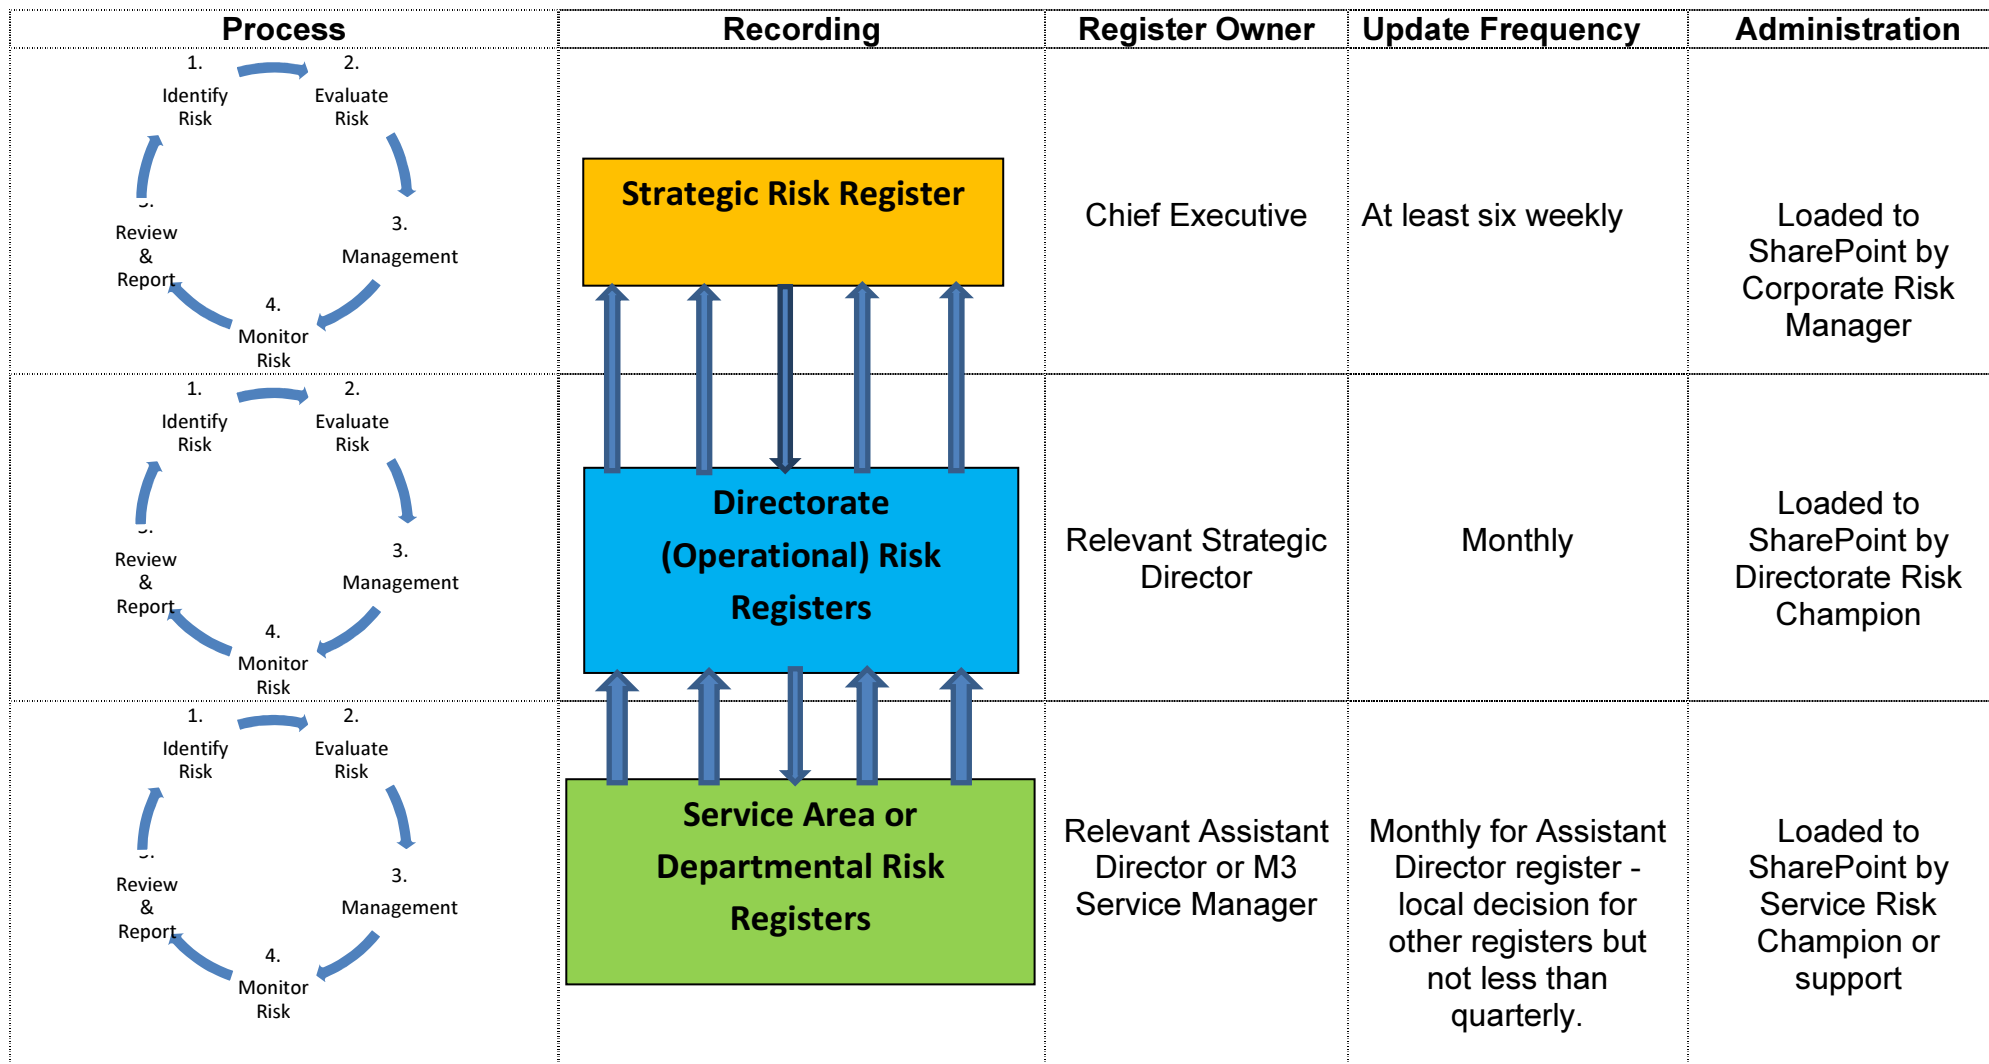 Process
Recording
Register Owner
Update Frequency
Administration
1.
Identify
Risk
2.
Evaluate
Risk
3.
Management
4.
Monitor
Risk
Review
&
Report
Strategic Risk Register
Chief Executive
At least six weekly
Loaded to
SharePoint by
Corporate Risk
Manager
1.
Identify
Risk
2.
Evaluate
Risk
3.
Management
4.
Monitor
Risk
Review
&
Report
Directorate
(Operational) Risk
Registers
Relevant Strategic
Director
Monthly
Loaded to
SharePoint by
Directorate Risk
Champion
1.
Identify
Risk
2.
Evaluate
Risk
3.
Management
4.
Monitor
Risk
Review
&
Report
Service Area or
Departmental Risk
Registers
Relevant Assistant
Director or M3
Service Manager
Monthly for Assistant
Director register -
local decision for
other registers but
not less than
quarterly.
Loaded to
SharePoint by
Service Risk
Champion or
support